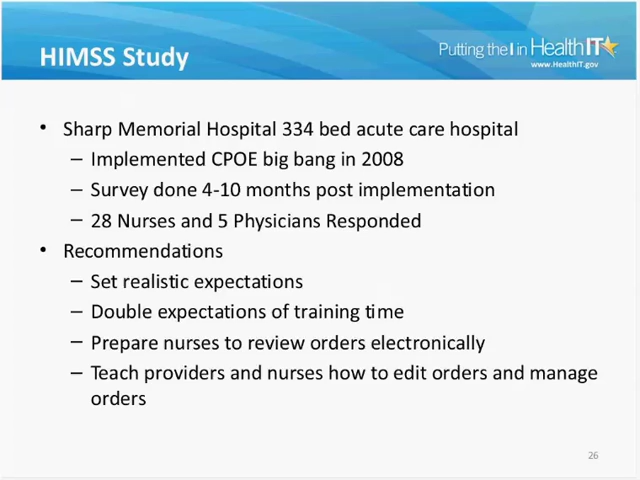 HIMSS Study
Putting the I in Health IT
www.HealthIT.gov
• Sharp Memorial Hospital 334 bed acute care hospital
– Implemented CPOE big bang in 2008
– Survey done 4-10 months post implementation
– 28 Nurses and 5 Physicians Responded
• Recommendations
– Set realistic expectations
– Double expectations of training time
– Prepare nurses to review orders electronically
– Teach providers and nurses how to edit orders and manage
orders
26